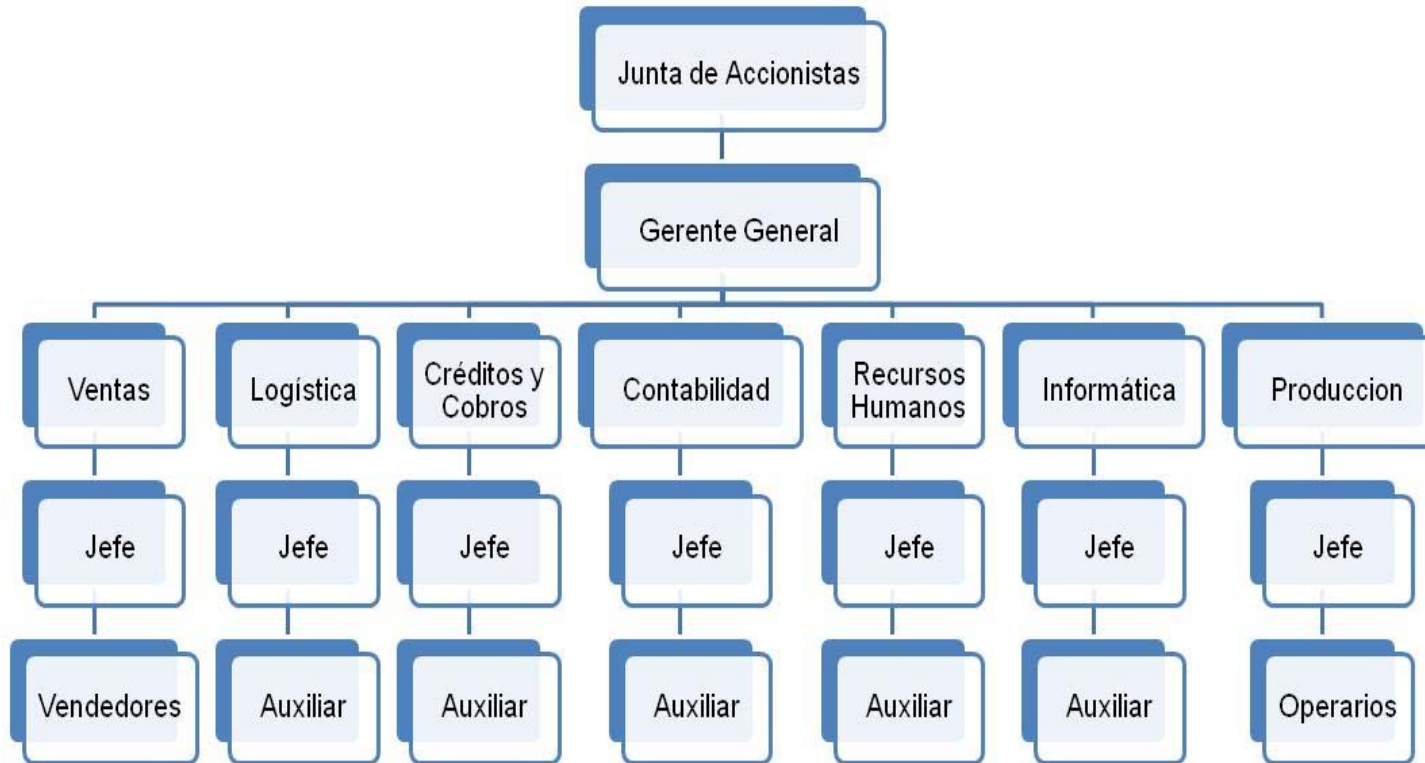 Junta de Accionistas
Gerente General
Ventas
Logística
Créditos y
Cobros
Contabilidad
Recursos
Humanos
Informática
Produccion
Jefe
Jefe
Jefe
Jefe
Jefe
Jefe
Jefe
Vendedores
Auxiliar
Auxiliar
Auxiliar
Auxiliar
Auxiliar
Operarios